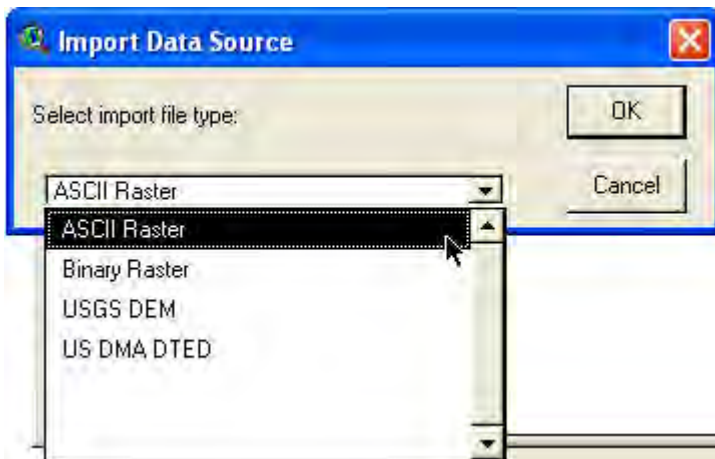 Import Data Source
Select import file type:
OK
ASCII Raster
Cancel
ASCII Raster
Binary Raster
USGS DEM
US DMA DTED